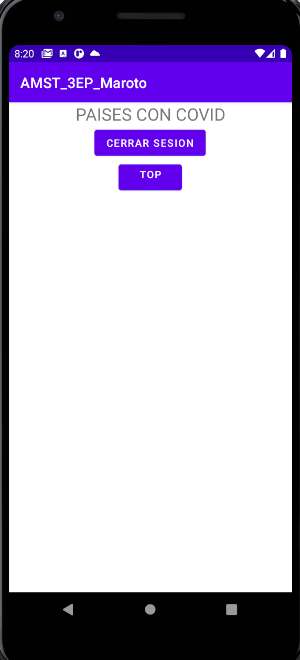 8:20
AMST_3EP_Maroto
PAISES CON COVID
CERRAR SESION
TOP